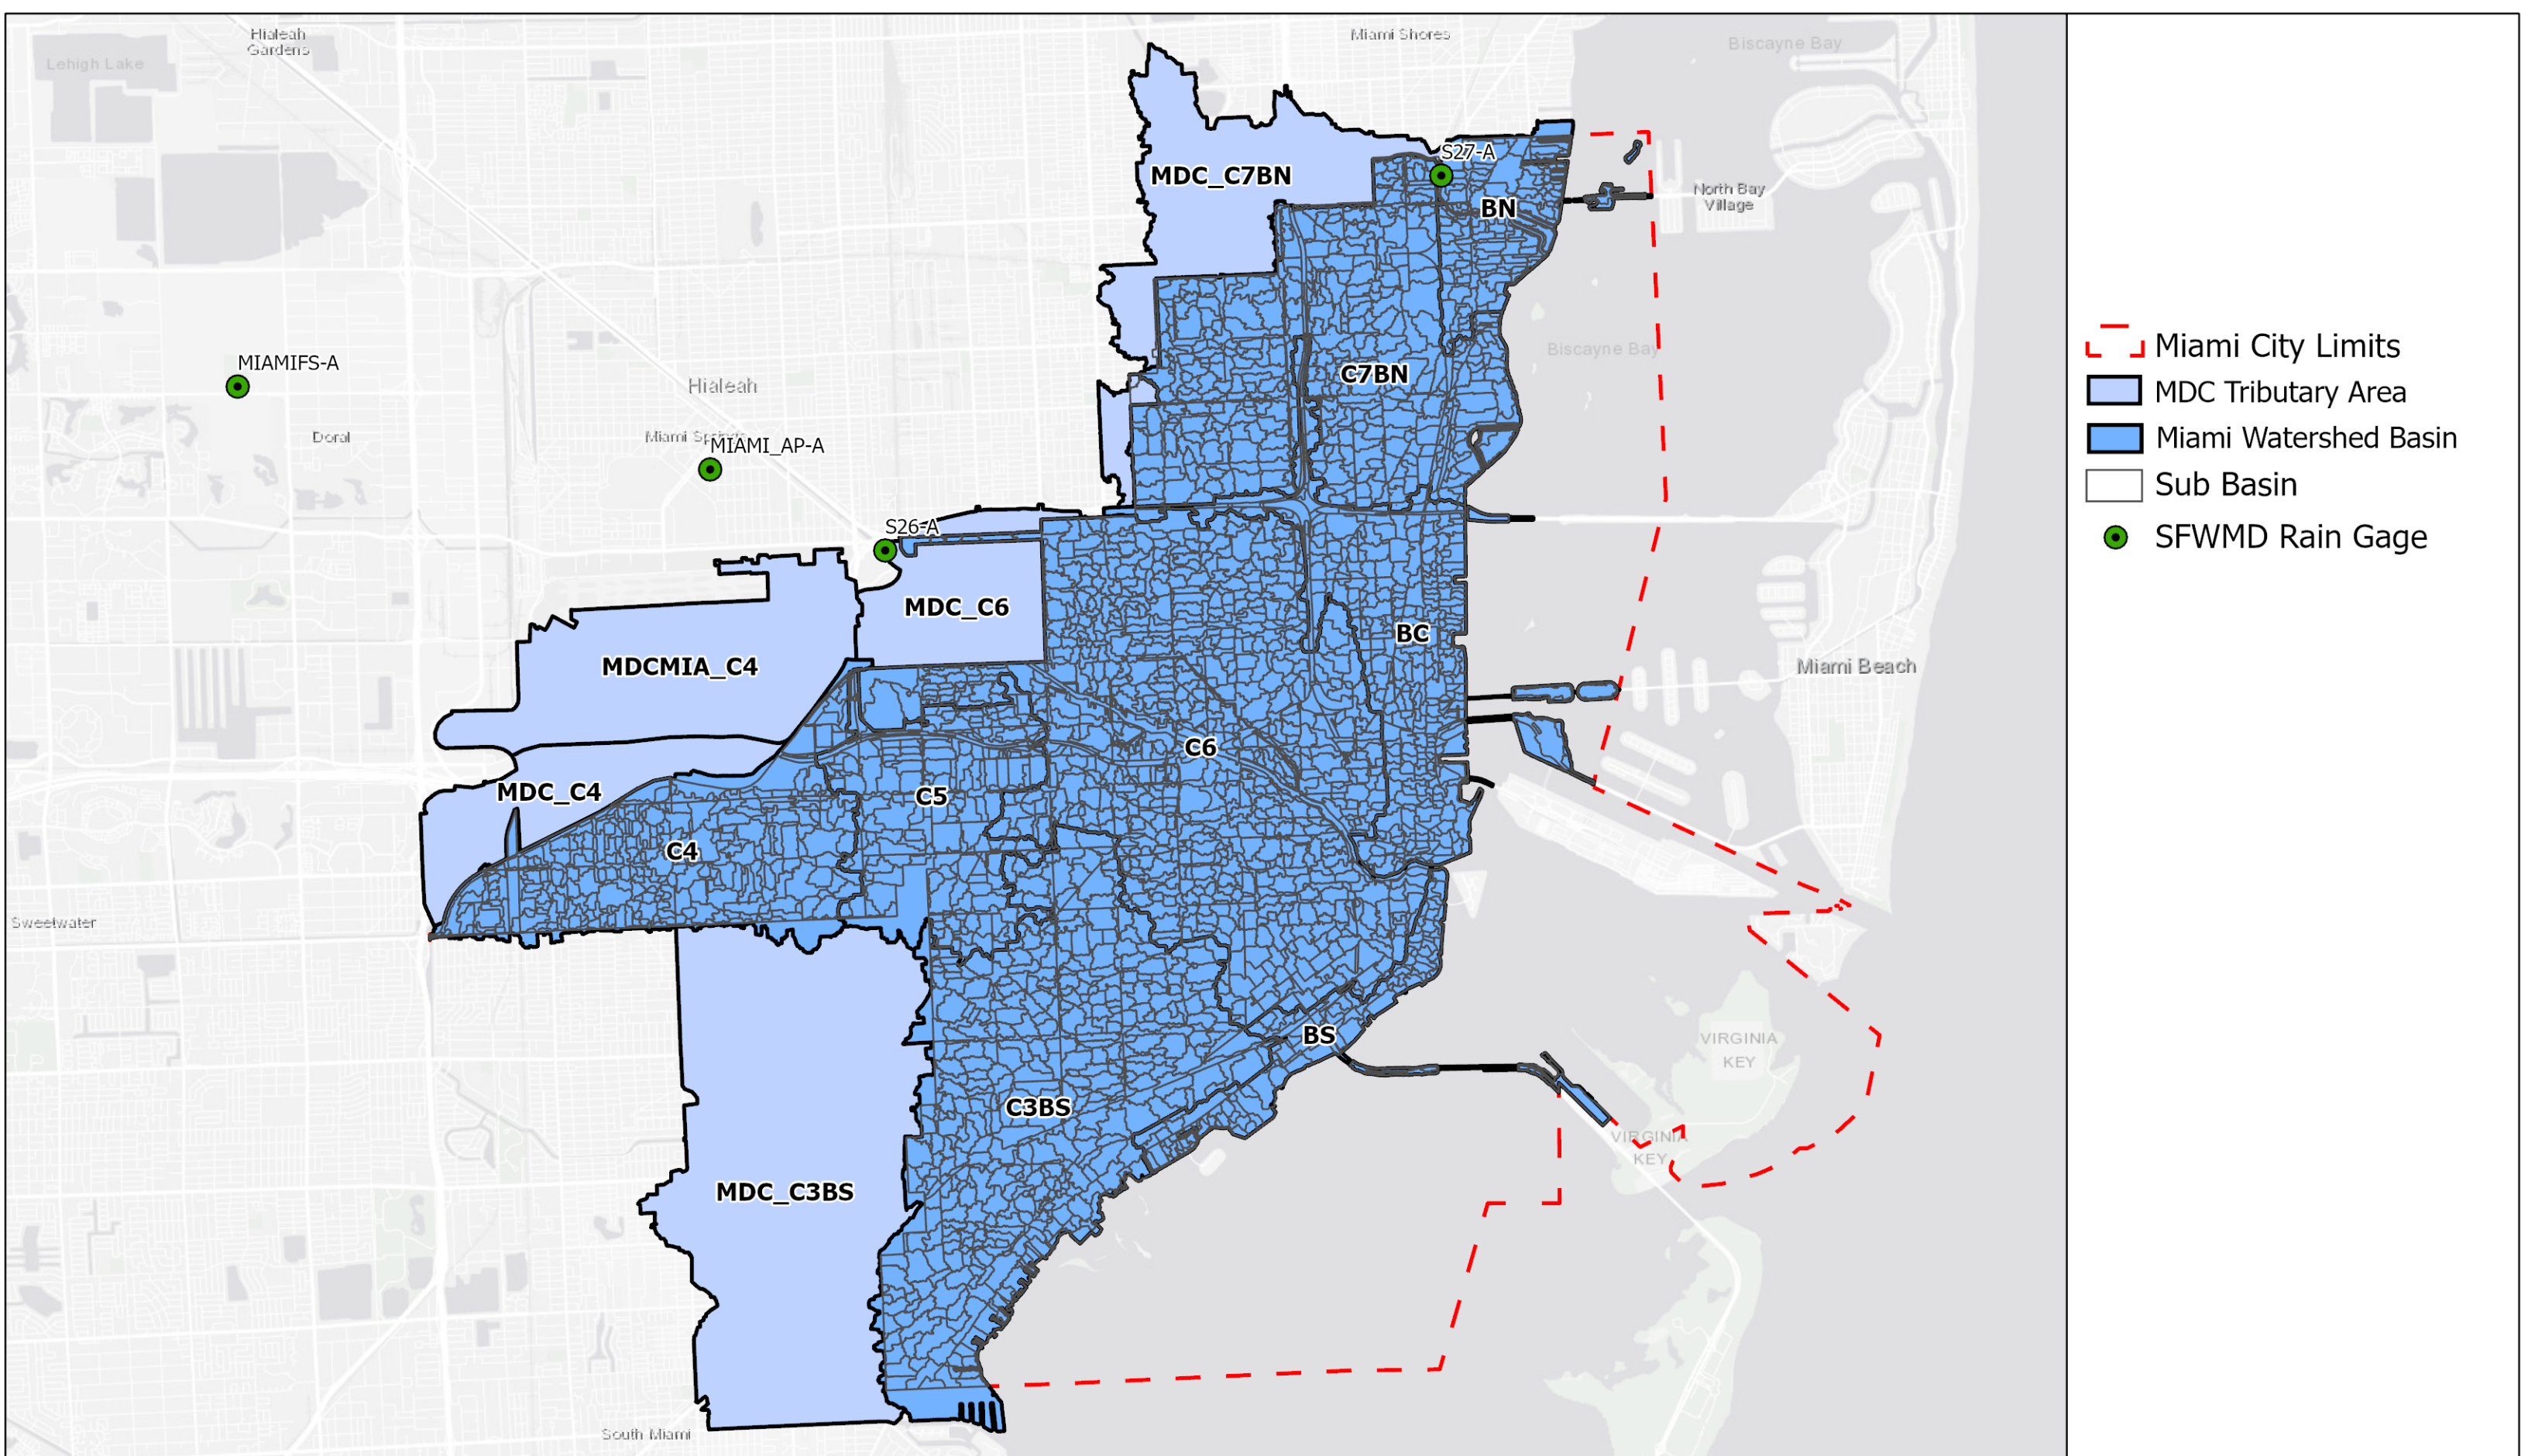 Hialeah
Gardens
Miami Shores
Biscayne Bay
Lehigh Lake
S27-A
MDC_C7BN
North Bay
Village
BN
Miami City Limits
Biscayne Bay
MIAMIFS-A
C7BN
Hialeah
MDC Tributary Area
Doral
Miami Springs
MIAMI_AP-A
Miami Watershed Basin
Sub Basin
S26-A
SFWMD Rain Gage
MDC_C6
BC
MDCMIA_C4
Miami Beach
C6
MDC_C4
C5
C4
Sweetwater
BS
VIRGINIA
KEY
C3BS
VIRGINIA
KEY
MDC_C3BS
South Miami